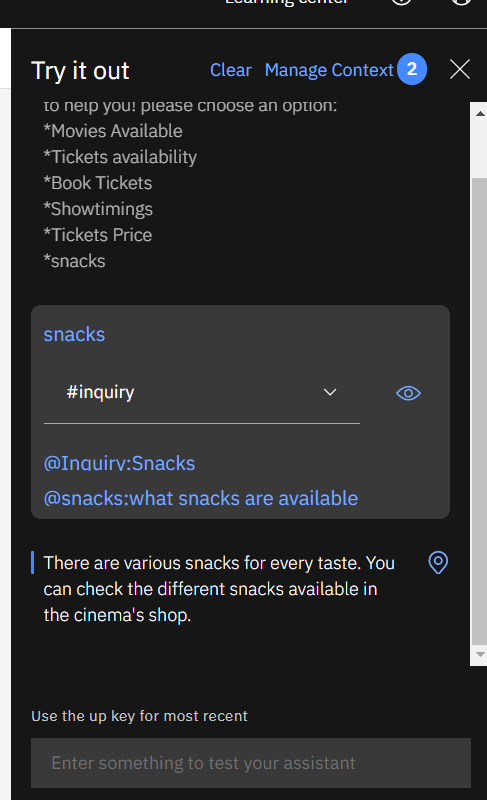 Learning center
Try it out
Clear
Manage Context 2
to help you! please choose an option:
*Movies Available
*Tickets availability
*Book Tickets
*Showtimings
*Tickets Price
*snacks
snacks
#inquiry
@Inquiry:Snacks
@snacks:what snacks are available
There are various snacks for every taste. You
can check the different snacks available in
the cinema's shop.
Use the up key for most recent
Enter something to test your assistant